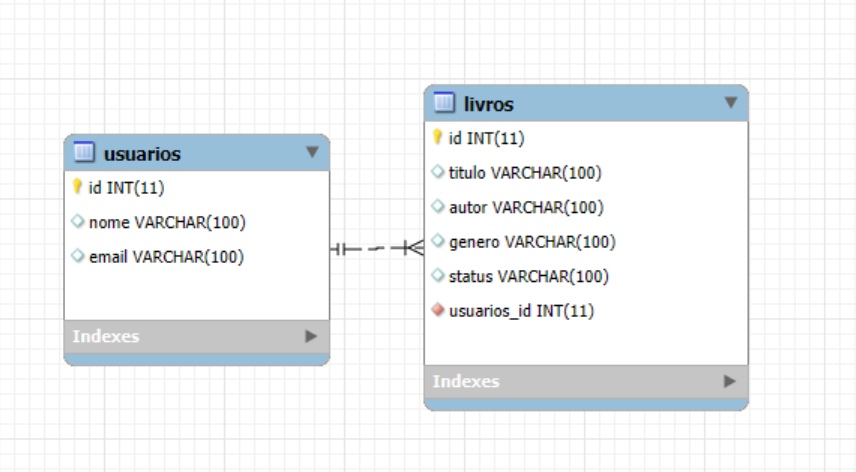 usuarios
id INT(11)
nome VARCHAR(100)
email VARCHAR(100)
Indexes
livros
id INT(11)
titulo VARCHAR(100)
autor VARCHAR(100)
genero VARCHAR(100)
status VARCHAR(100)
usuarios_id INT(11)
Indexes